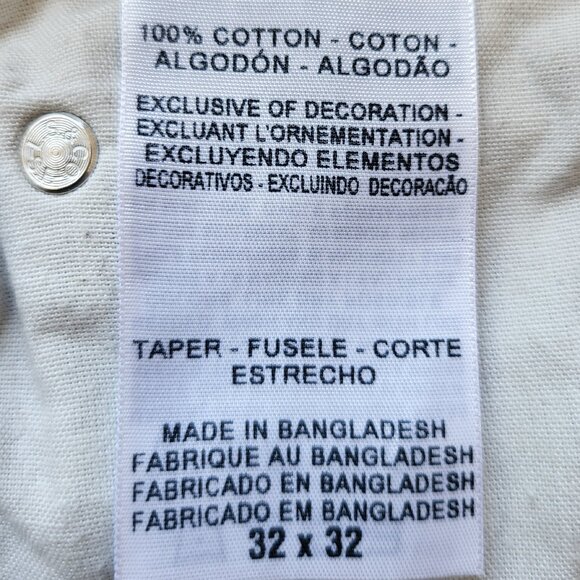 100% COTTON - COTON -
ALGODÓN - ALGODÃO
EXCLUSIVE OF DECORATION -
EXCLUANT L'ORNEMENTATION -
EXCLUYENDO ELEMENTOS
DECORATIVOS - EXCLUINDO DECORACÃO
TAPER - FUSELE - CORTE
ESTRECHO
MADE IN BANGLADESH
FABRIQUE AU BANGLADESH
FABRICADO EN BANGLADESH
FABRICADO EM BANGLADESH
32 x 32